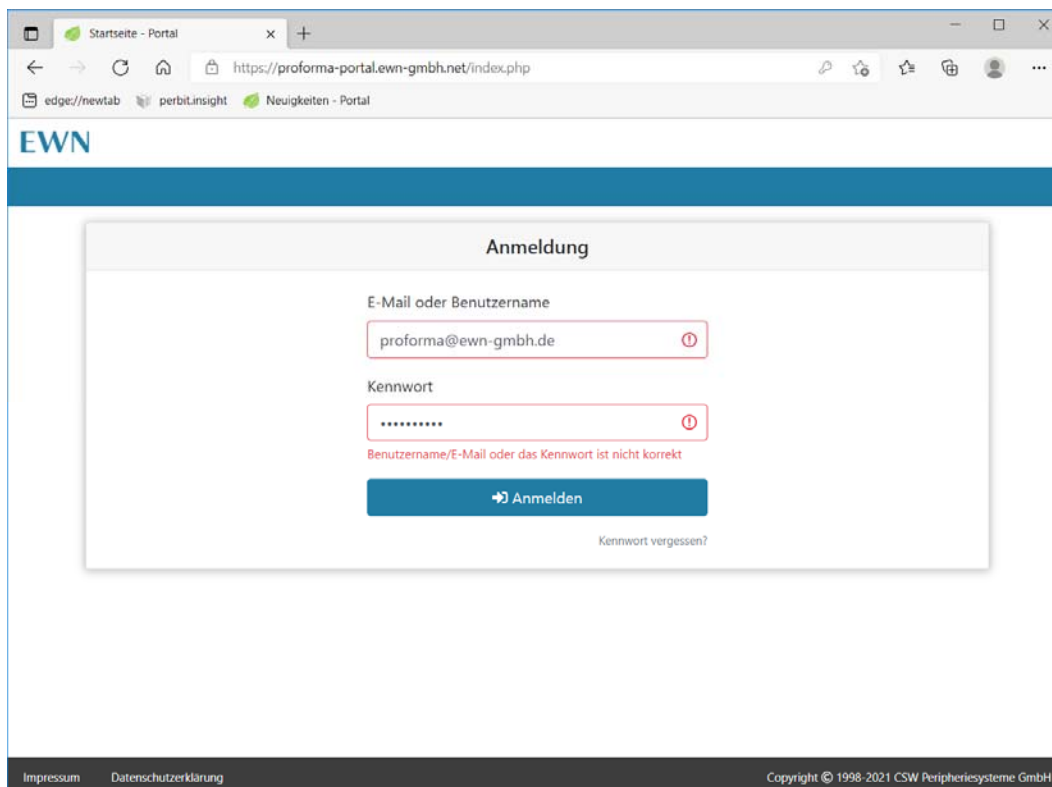 Startseite - Portal
https://proforma-portal.ewn-gmbh.net/index.php
edge://newtab perbit.insight Neuigkeiten - Portal
EWN
Anmeldung
E-Mail oder Benutzername
proforma@ewn-gmbh.de
Kennwort
••••••••••
Benutzername/E-Mail oder das Kennwort ist nicht korrekt
Anmelden
Kennwort vergessen?
Impressum Datenschutzerklärung Copyright © 1998-2021 CSW Peripheriesysteme GmbH